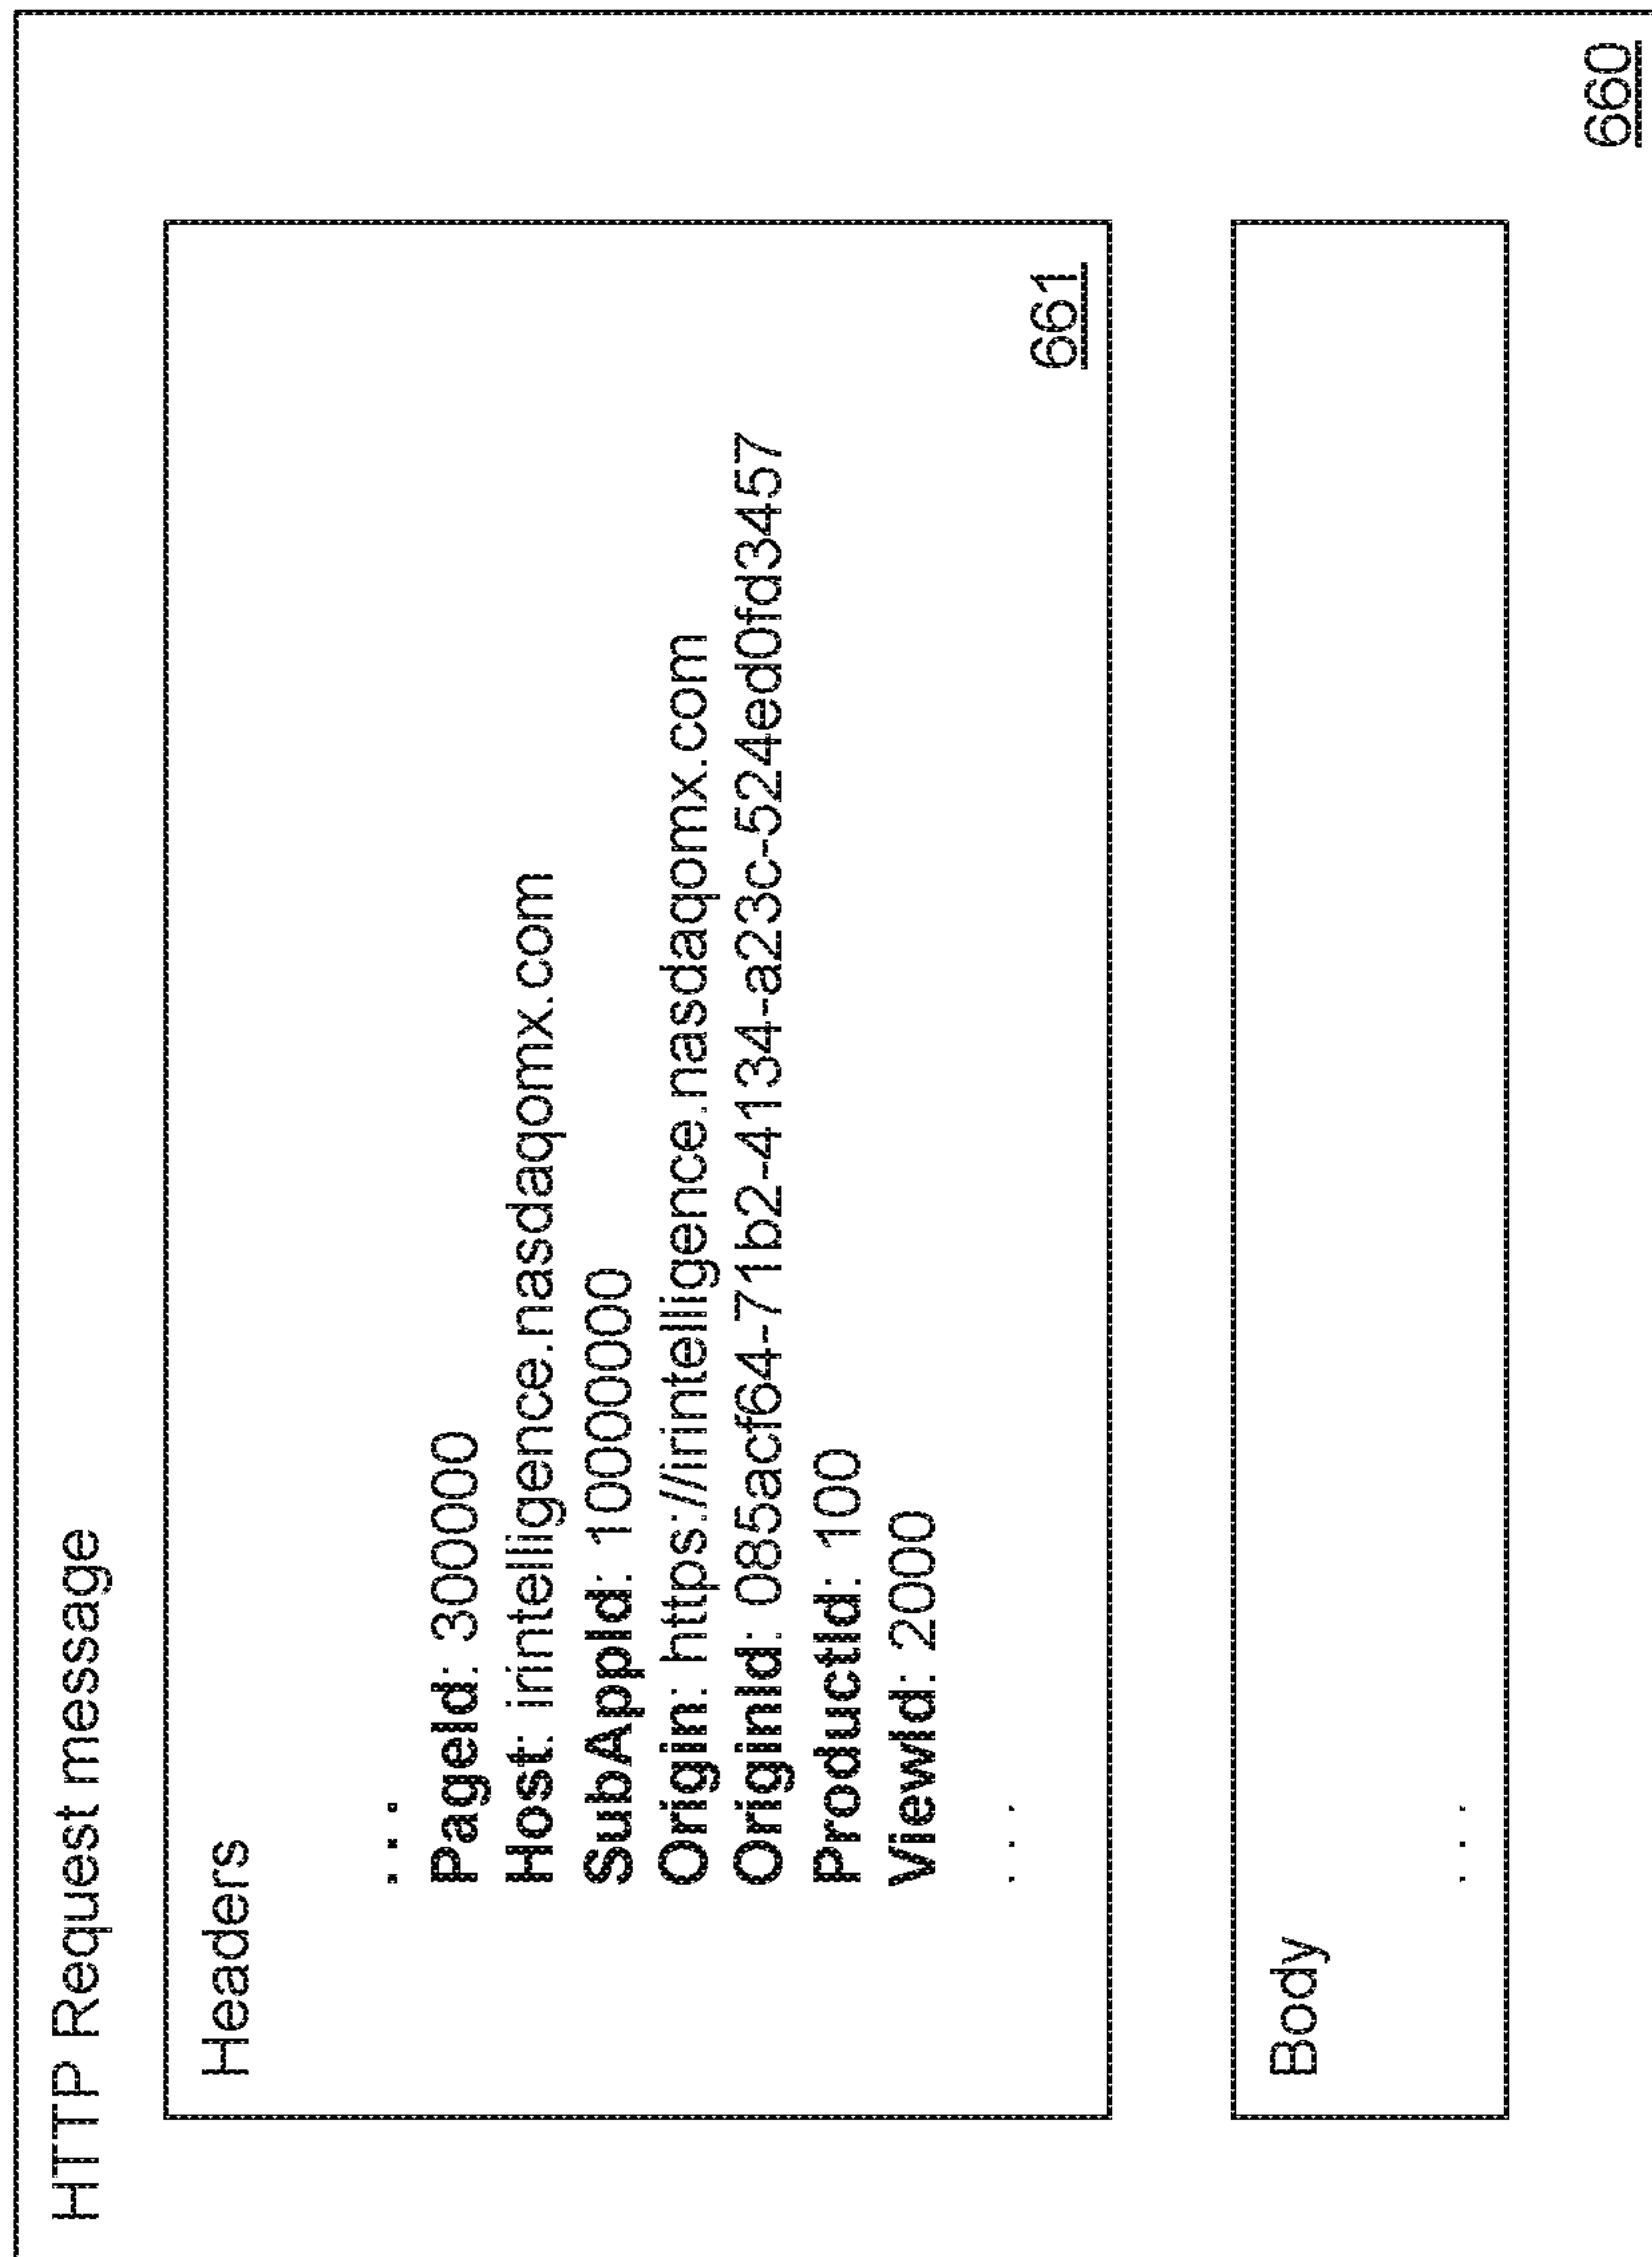 HTTP Request message
Headers
...
PageId: 300000
Host: irintelligence.nasdaqomx.com
SubAppId: 10000000
Origin: https://irintelligence.nasdaqomx.com
OriginId: 085acf64-71b2-4134-a23c-524ed0fd3457
ProductId: 100
ViewId: 2000
...
661
Body
...
660